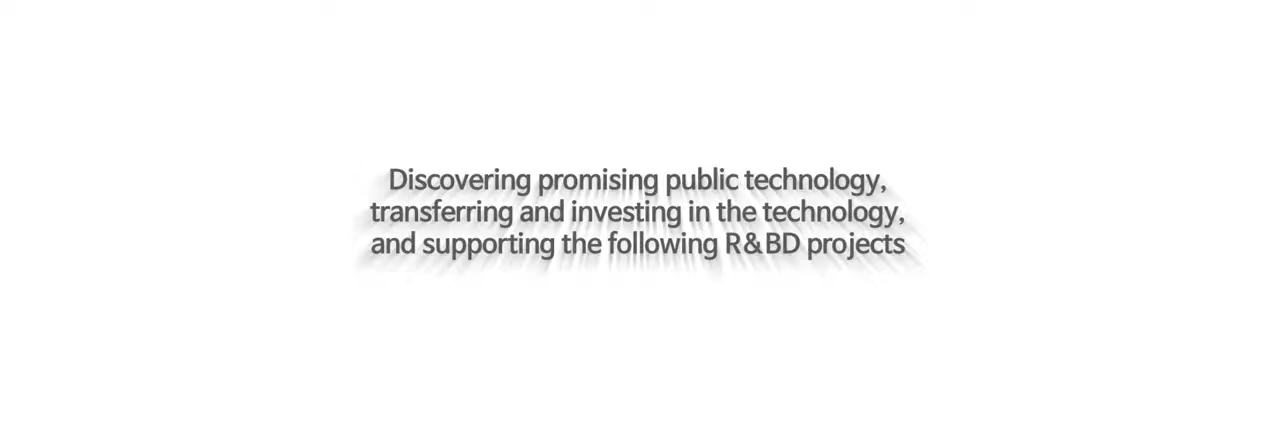 Discovering promising public technology,
transferring and investing in the technology,
and supporting the following R&BD projects